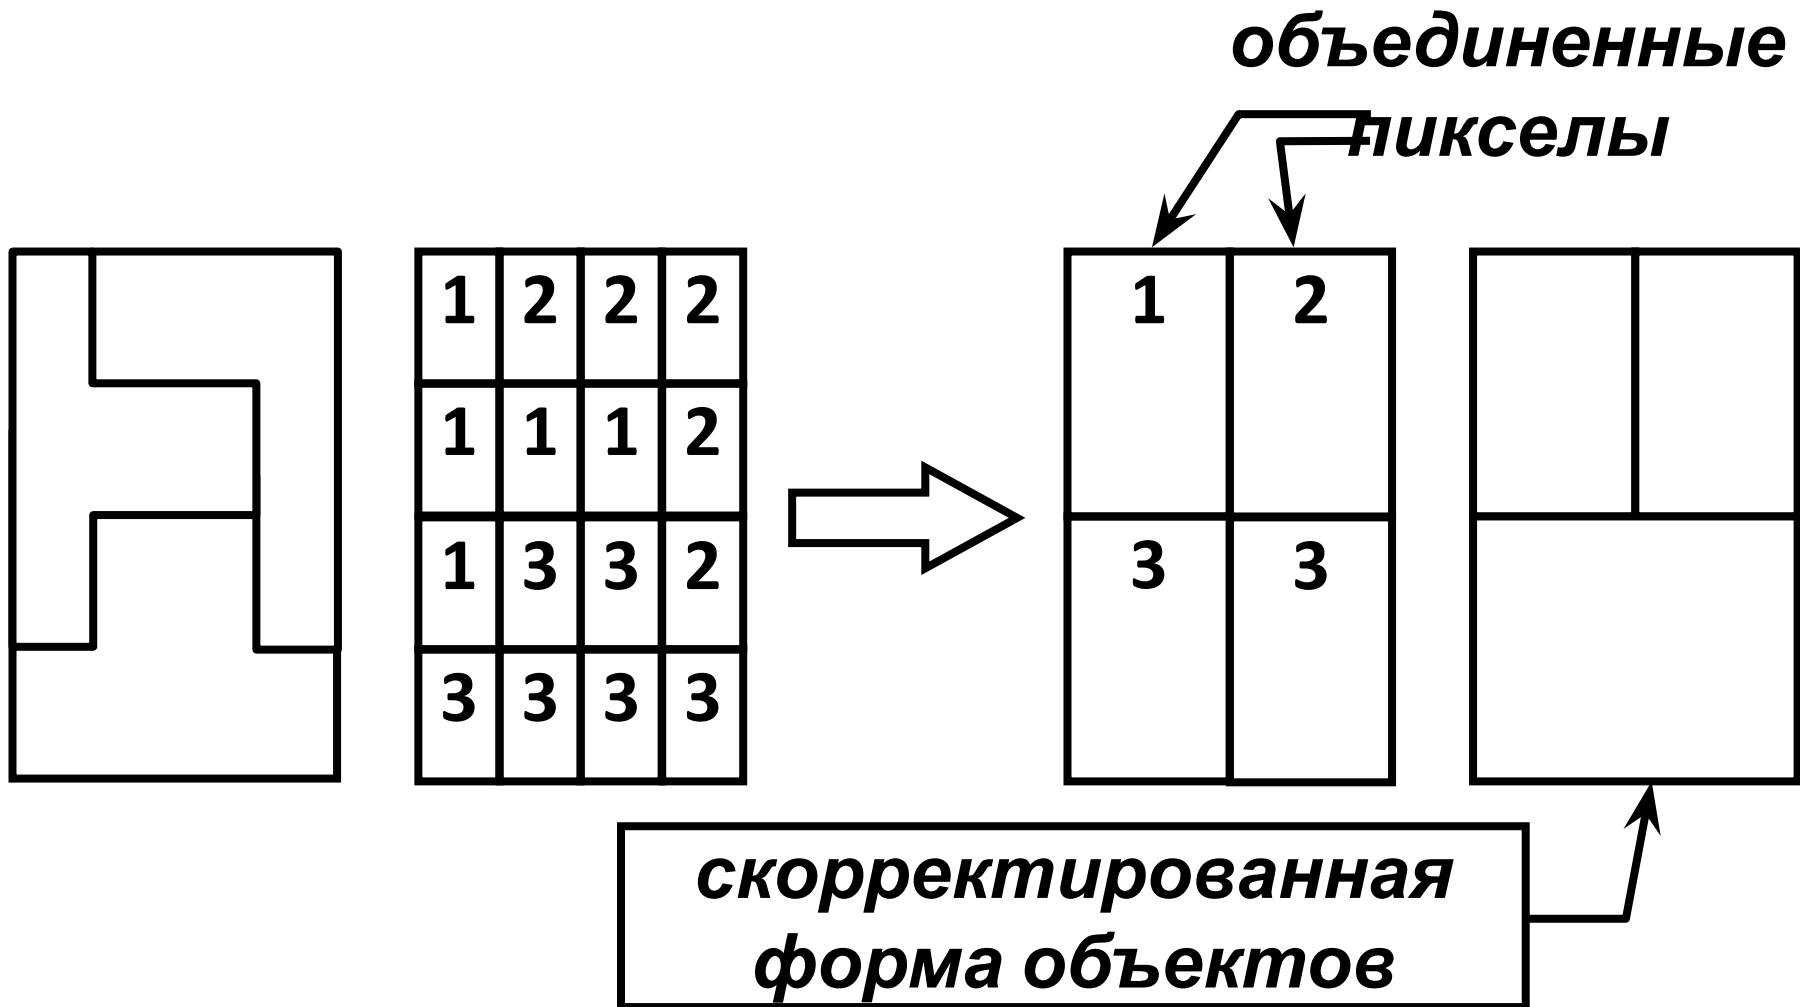 объединенные
пикселы
1 2 2 2
1 1 1 2
1 3 3 2
3 3 3 3
1 2
3 3
скорректированная
форма объектов